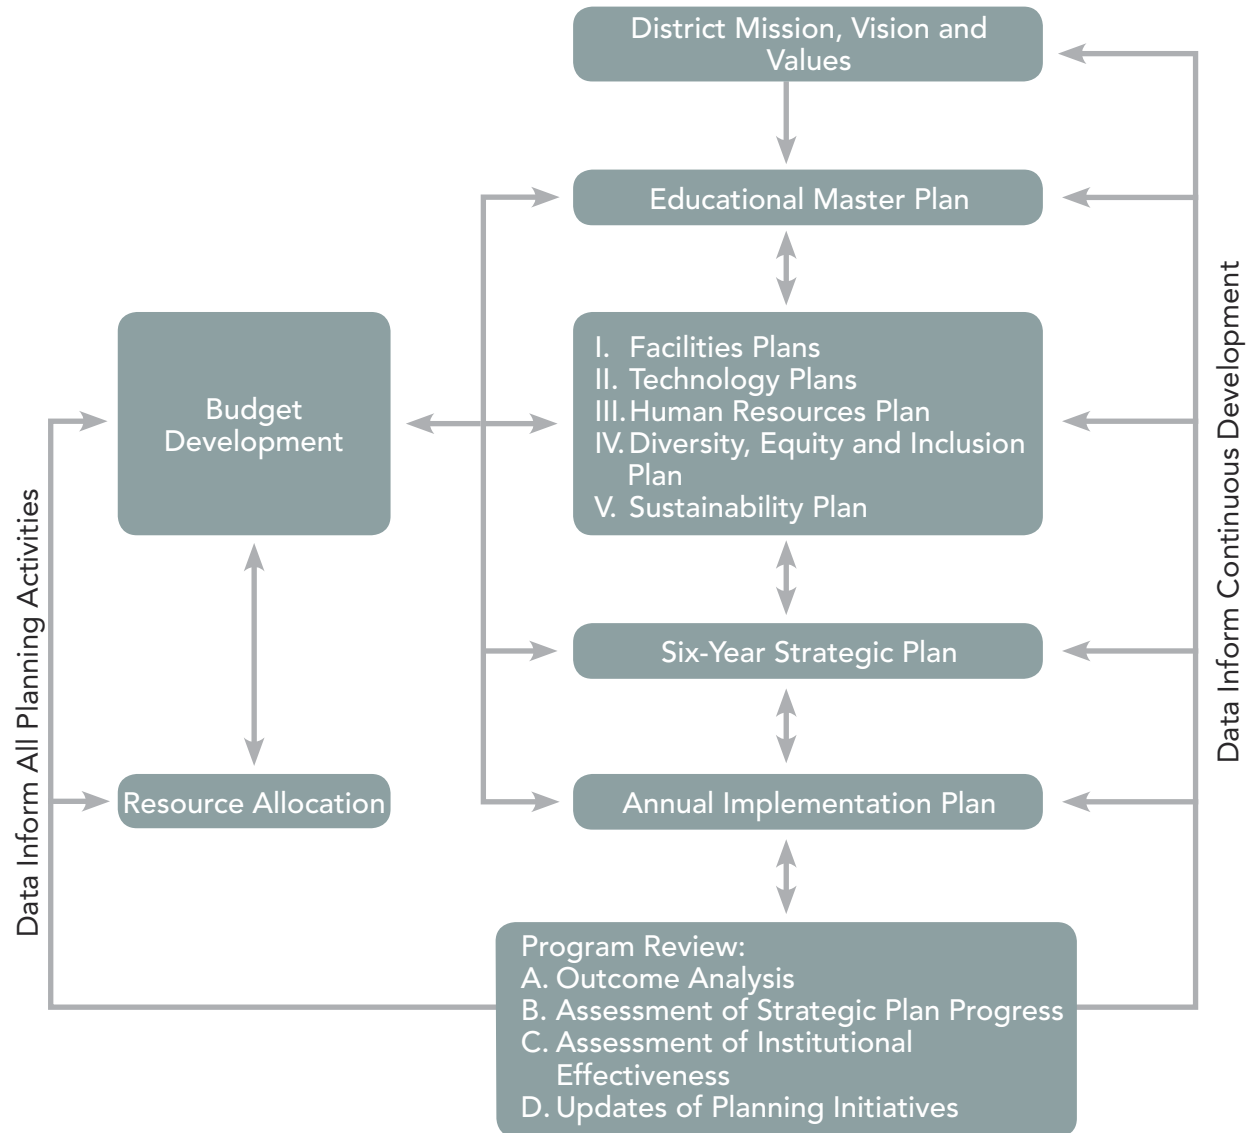 District Mission, Vision and
Values
Educational Master Plan
Budget
Development
I. Facilities Plans
II. Technology Plans
III. Human Resources Plan
IV. Diversity, Equity and Inclusion
Plan
V. Sustainability Plan
Six-Year Strategic Plan
Resource Allocation
Annual Implementation Plan
Program Review:
A. Outcome Analysis
B. Assessment of Strategic Plan Progress
C. Assessment of Institutional
Effectiveness
D. Updates of Planning Initiatives
Data Inform All Planning Activities
Data Inform Continuous Development